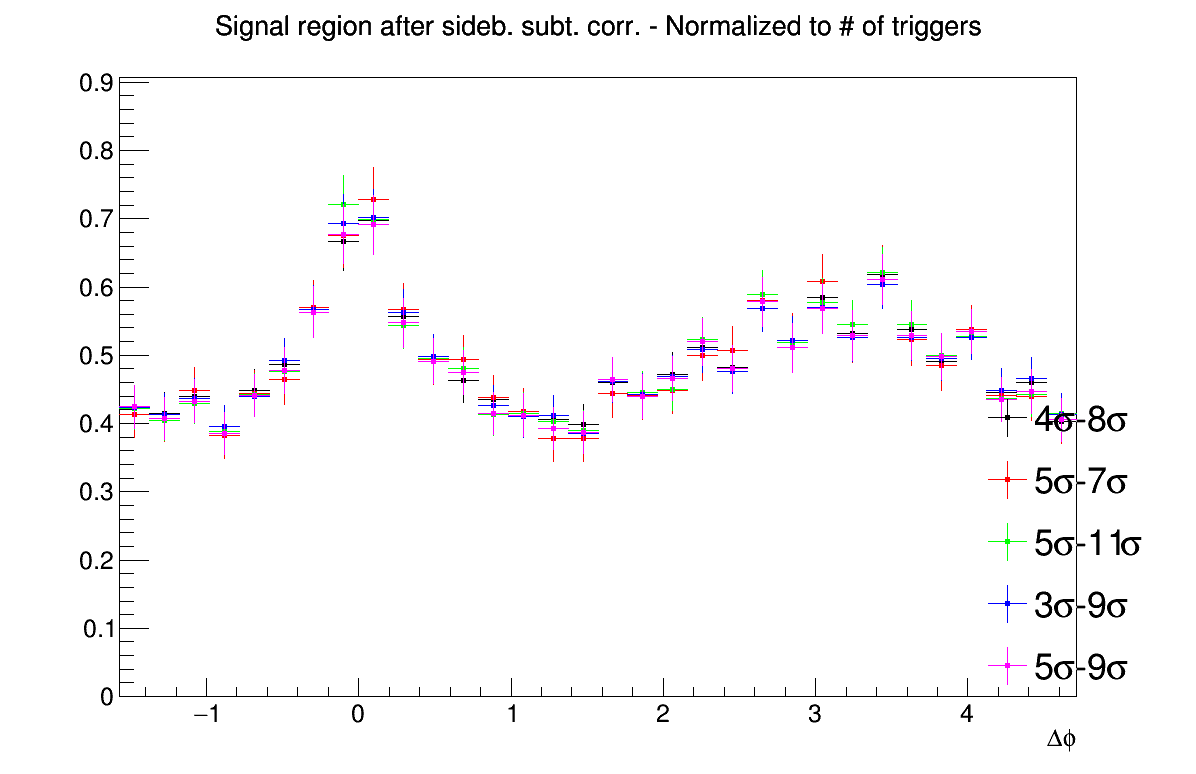 Signal region after sideb. subt. corr. - Normalized to # of triggers
0.9
0.8
0.7
0.6
0.5
0.4
0.3
0.2
0.1
0
4σ-8σ
5σ-7σ
5σ-11σ
3σ-9σ
5σ-9σ
−1 0 1 2 3 4
Δϕ